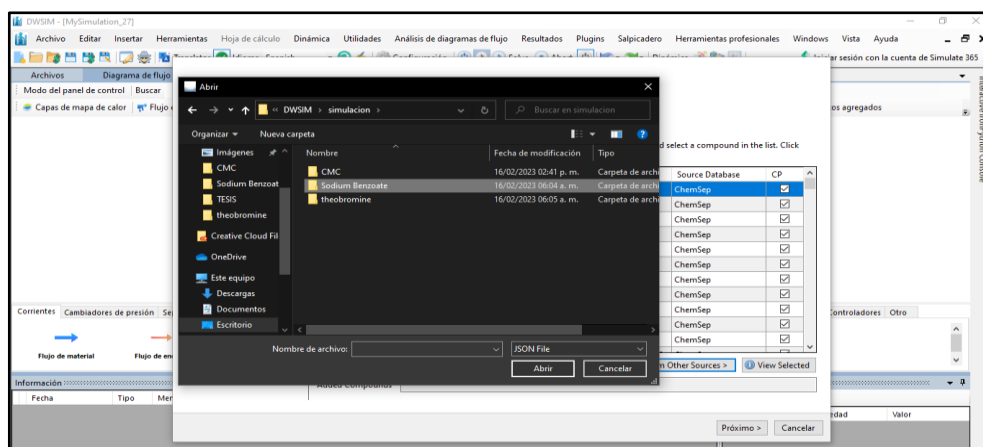 DWSIM - [MySimulation_27]
Archivo Editar Insertar Herramientas Hoja de cálculo Dinámica Utilidades Análisis de diagramas de flujo Resultados Plugins Salpicadero Herramientas profesionales Windows Vista Ayuda
ar sesión con la cuenta de Simulate 365
Archivos Diagrama de flujo
Modo del panel de control Buscar
Capas de mapa de calor Flujo
os agregados
Abrir
« DWSIM › simulacion ›
Buscar en simulacion
Organizar Nueva carpeta
d select a compound in the list. Click
Imágenes
CMC
Sodium Benzoat
TESIS
theobromine
Creative Cloud Fil
OneDrive
Este equipo
Descargas
Documentos
Escritorio
Nombre Fecha de modificación Tipo
CMC 16/02/2023 02:41 p. m. Carpeta de archi
Sodium Benzoate 16/02/2023 06:04 a. m. Carpeta de archi
theobromine 16/02/2023 06:05 a. m. Carpeta de archi
Source Database CP
ChemSep
ChemSep
ChemSep
ChemSep
ChemSep
ChemSep
ChemSep
ChemSep
ChemSep
ChemSep
ChemSep
Nombre de archivo: JSON File
Abrir Cancelar
m Other Sources > View Selected
Added Compounds
Próximo > Cancelar
Corrientes Cambiadores de presión Se
Controladores Otro
Flujo de material Flujo de en
Información
Fecha Tipo Mer
edad Valor